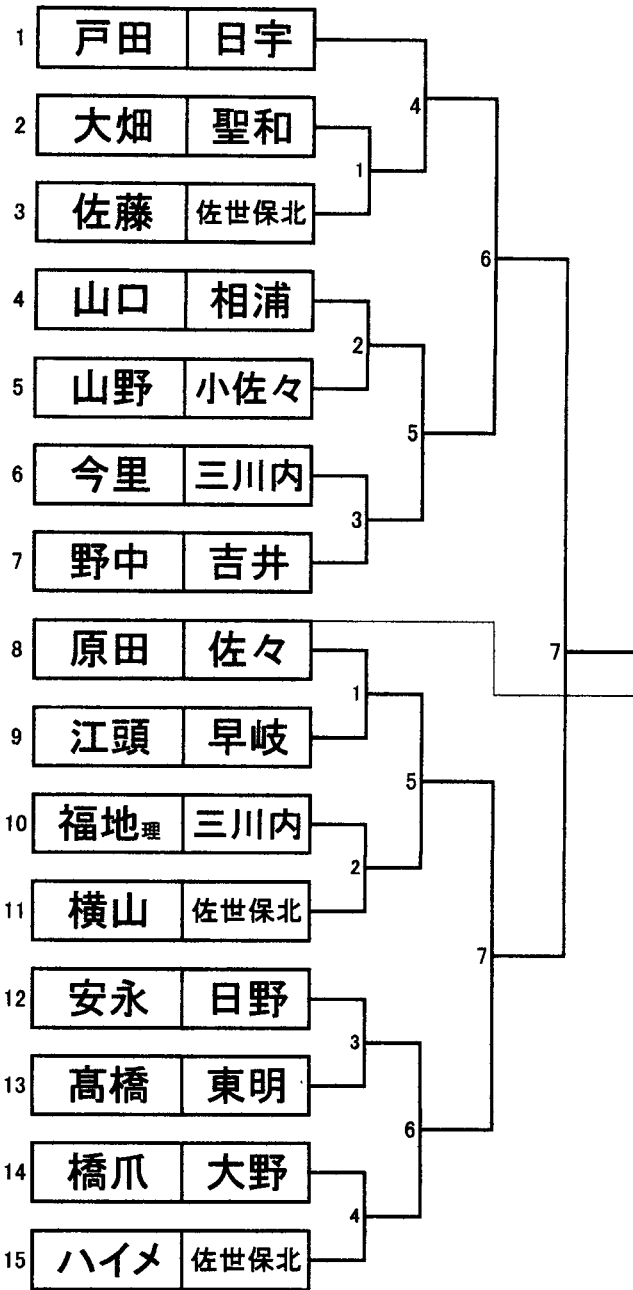 1 戸田 日宇
4
2 大畑 聖和
1
3 佐藤 佐世保北
6
4 山口 相浦
2
5 山野 小佐々
5
6 今里 三川内
3
7 野中 吉井
8 原田 佐々
7
1
9 江頭 早岐
5
10 福地理 三川内
2
11 横山 佐世保北
7
12 安永 日野
3
13 髙橋 東明
6
14 橋爪 大野
4
15 ハイメ 佐世保北